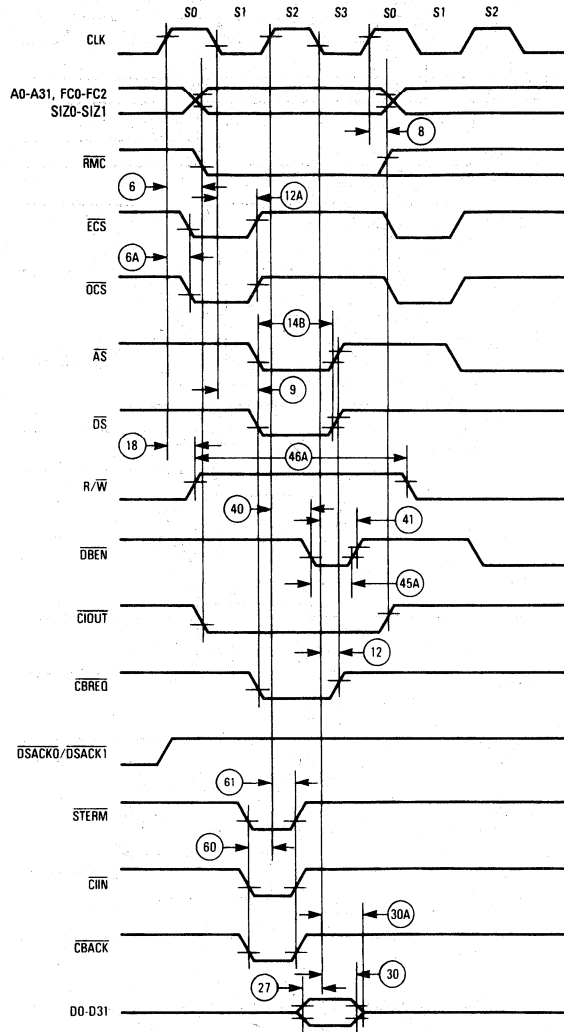 S0 S1 S2 S3 S0 S1 S2
CLK
A0-A31, FC0-FC2
SIZ0-SIZ1
8
RMC
6
12A
ECS
6A
OCS
14B
AS
9
DS
18
46A
R/W
40
41
DBEN
45A
CIOUT
12
CBREQ
DSACK0/DSACK1
61
STERM
60
CIIN
30A
CBACK
30
27
D0-D31